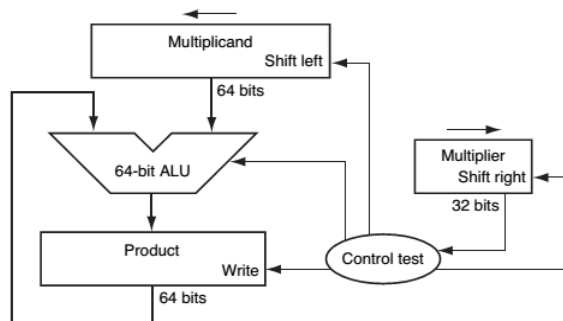 Multiplicand
Shift left
64 bits
64-bit ALU
Multiplier
Shift right
32 bits
Product
Write
Control test
64 bits